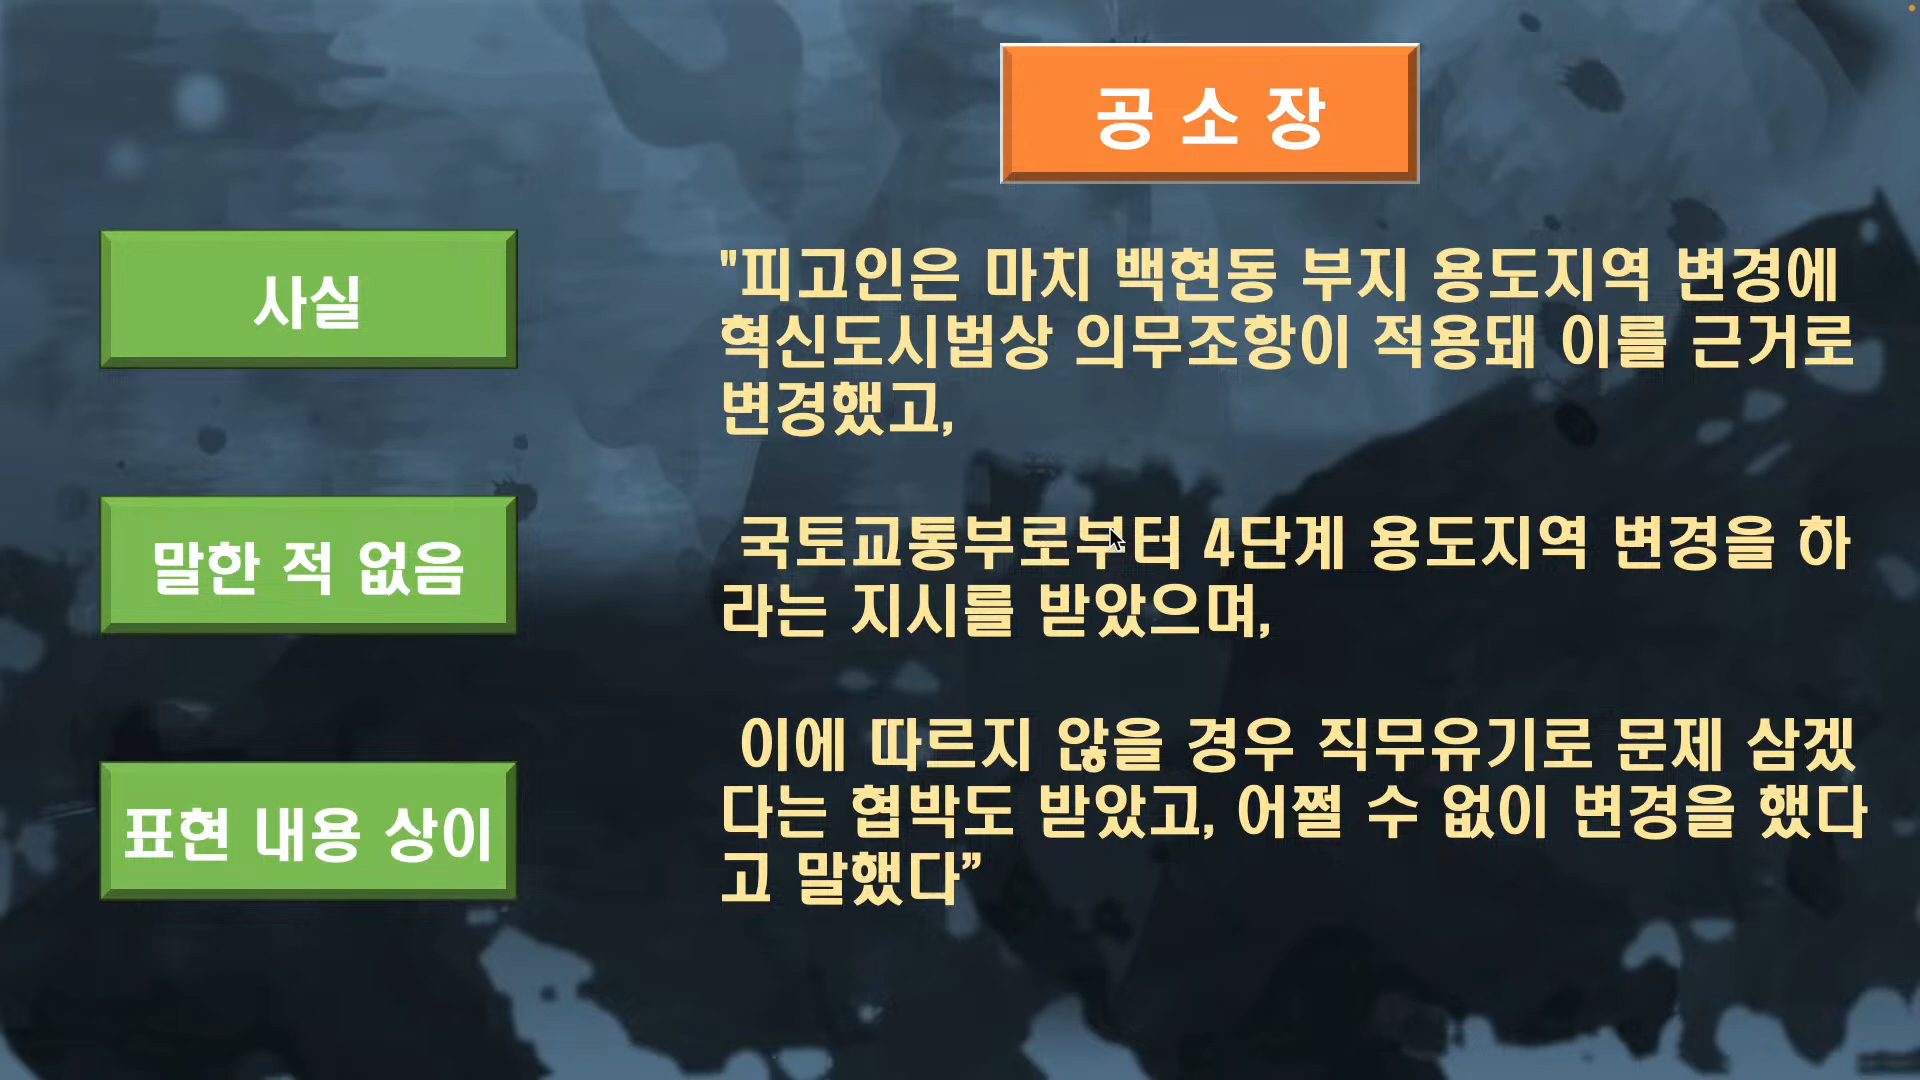 공 소 장
사실
"피고인은 마치 백현동 부지 용도지역 변경에
혁신도시법상 의무조항이 적용돼 이를 근거로
변경했고,
말한 적 없음
국토교통부로부터 4단계 용도지역 변경을 하
라는 지시를 받았으며,
표현 내용 상이
이에 따르지 않을 경우 직무유기로 문제 삼겠
다는 협박도 받았고, 어쩔 수 없이 변경을 했다
고 말했다”